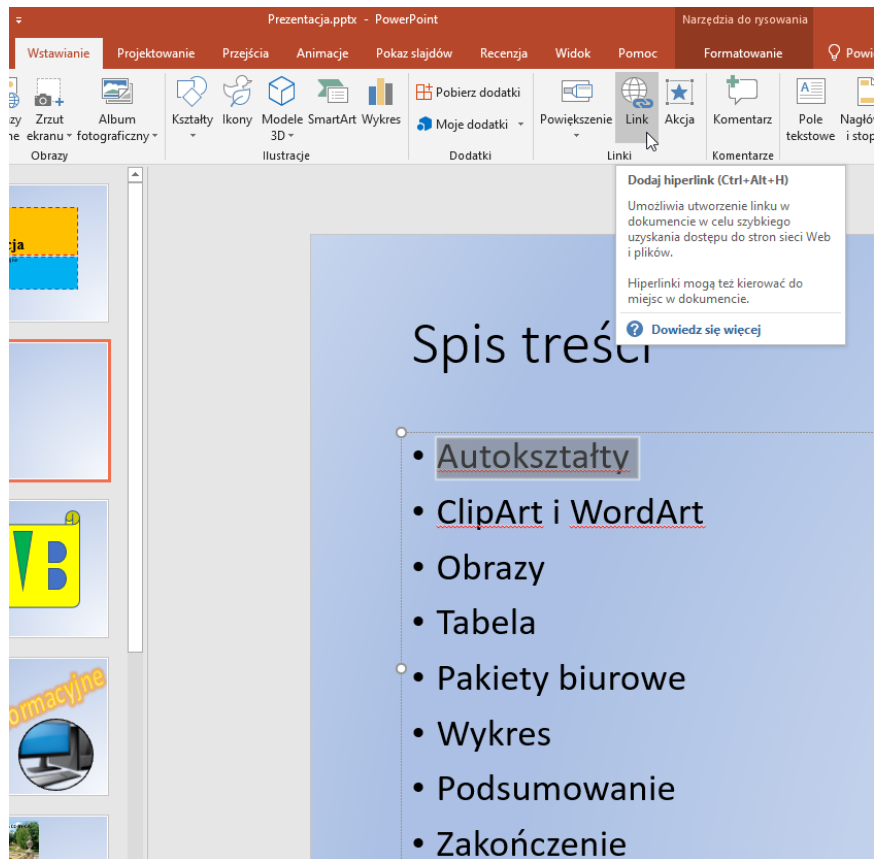 Prezentacja.pptx - PowerPoint
Narzędzia do rysowania
Wstawianie Projektowanie Przejścia Animacje Pokaz slajdów Recenzja Widok Pomoc Formatowanie
Zrzut ekranu
Album fotograficzny
Kształty
Ikony
Modele 3D
SmartArt
Wykres
Pobierz dodatki
Moje dodatki
Powiększenie
Link
Akcja
Komentarz
Pole tekstowe
Obrazy
Ilustracje
Dodatki
Linki
Komentarze
Dodaj hiperlink (Ctrl+Alt+H)
Umożliwia utworzenie linku w
dokumencie w celu szybkiego
uzyskania dostępu do stron sieci Web
i plików.
Hiperlinki mogą też kierować do
miejsc w dokumencie.
Dowiedz się więcej
Spis treści
• Autokształty
• ClipArt i WordArt
• Obrazy
• Tabela
• Pakiety biurowe
• Wykres
• Podsumowanie
• Zakończenie